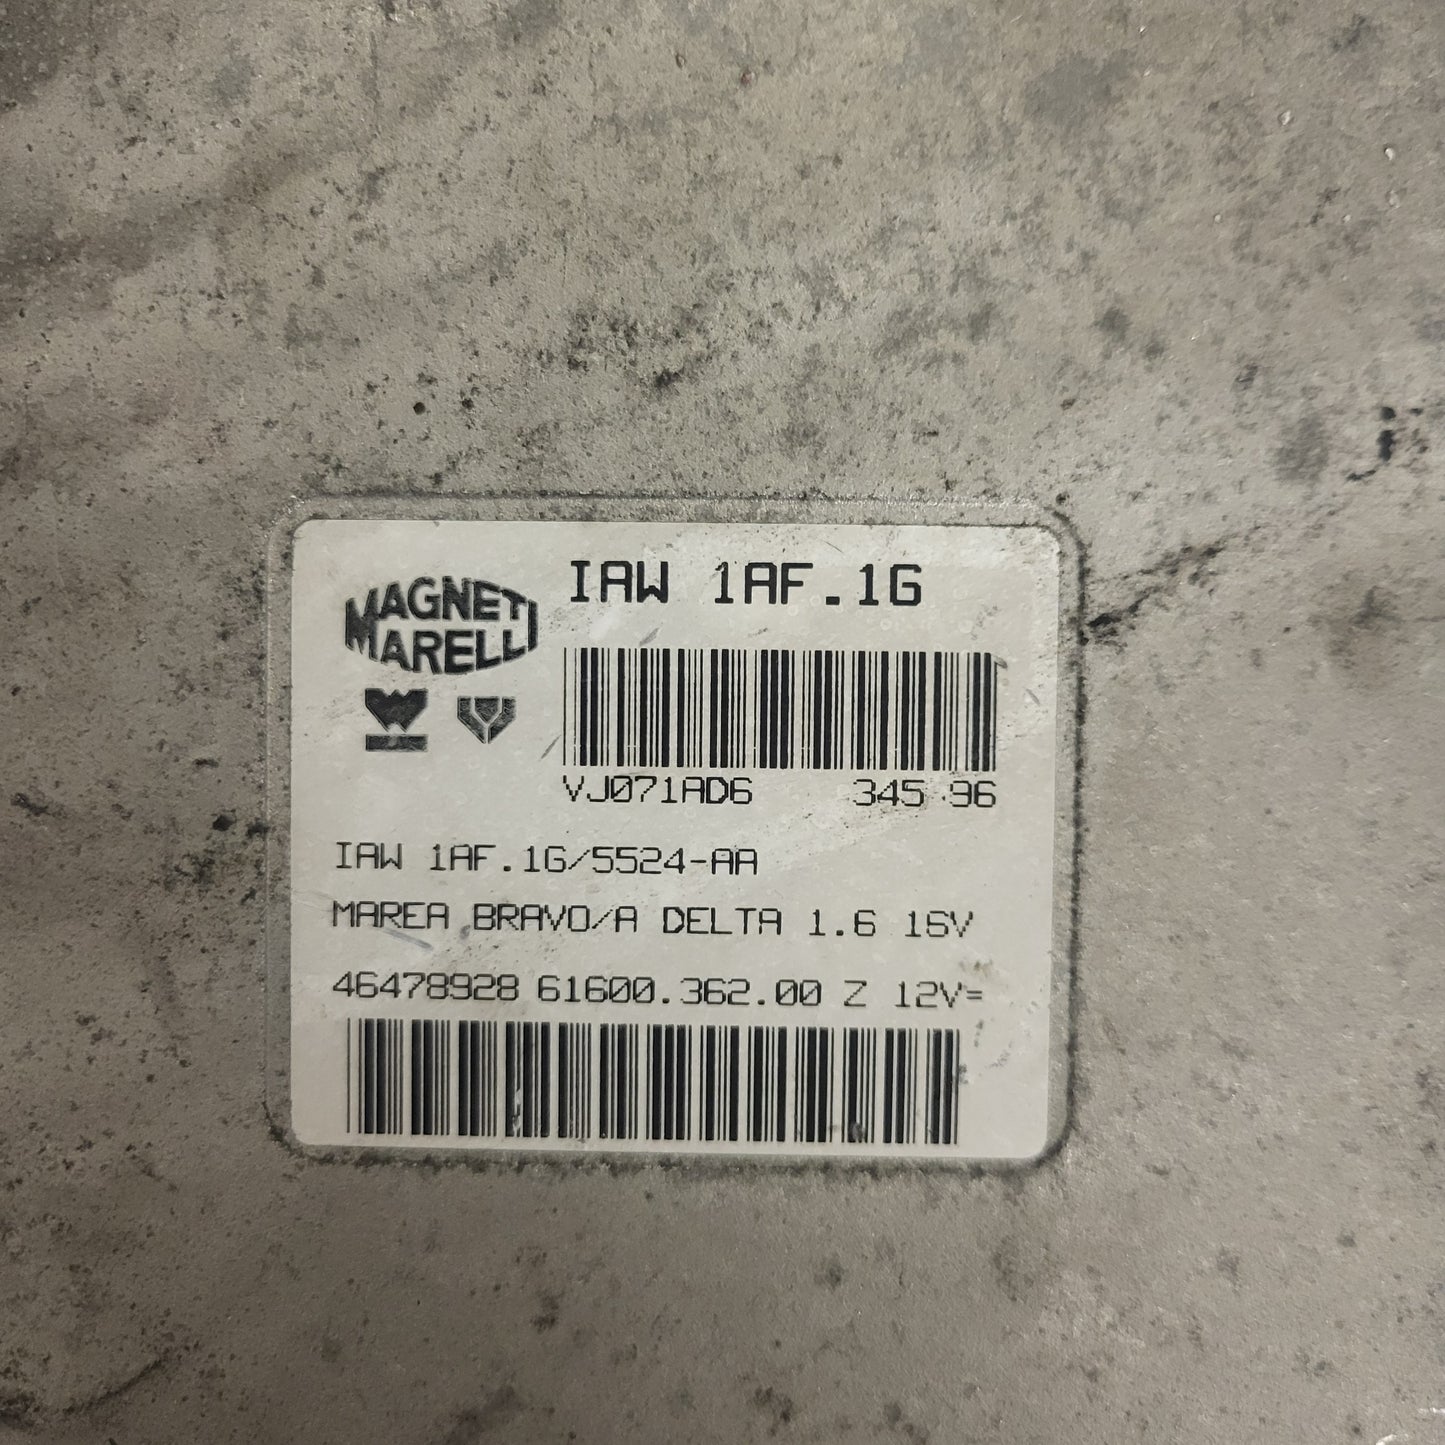 MAGNETI
MARELLI
IAW 1AF.1G
VJ071AD6 345 96
IAW 1AF.1G/5524-AA
MAREA BRAVO/A DELTA 1.6 16V
46478928 61600.362.00 Z 12V=